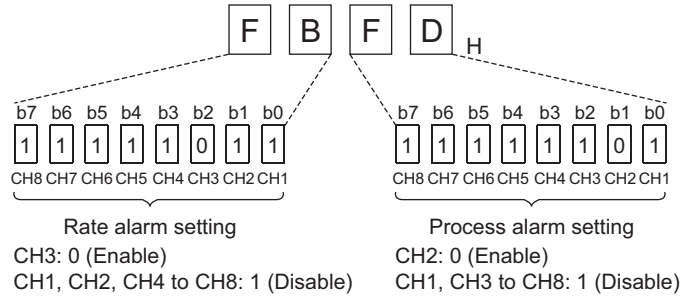 F B F D H
b7 b6 b5 b4 b3 b2 b1 b0 b7 b6 b5 b4 b3 b2 b1 b0
1 1 1 1 1 0 1 1 1 1 1 1 1 1 0 1
CH8 CH7 CH6 CH5 CH4 CH3 CH2 CH1 CH8 CH7 CH6 CH5 CH4 CH3 CH2 CH1
Rate alarm setting Process alarm setting
CH3: 0 (Enable) CH2: 0 (Enable)
CH1, CH2, CH4 to CH8: 1 (Disable) CH1, CH3 to CH8: 1 (Disable)